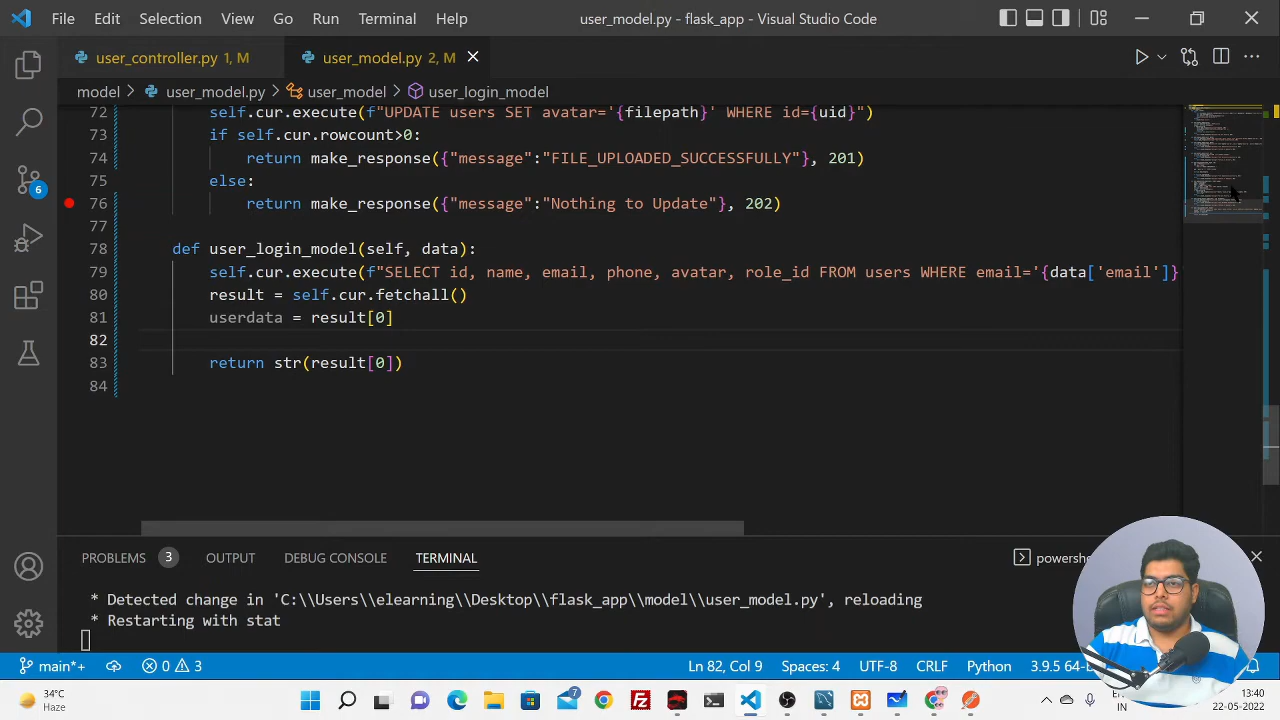 File Edit Selection View Go Run Terminal Help user_model.py - flask_app - Visual Studio Code
user_controller.py 1, M user_model.py 2, M
model > user_model.py > user_model > user_login_model
72 self.cur.execute(f"UPDATE users SET avatar='{filepath}' WHERE id={uid}")
73 if self.cur.rowcount>0:
74 return make_response({"message":"FILE_UPLOADED_SUCCESSFULLY"}, 201)
75 else:
76 return make_response({"message":"Nothing to Update"}, 202)
77
78 def user_login_model(self, data):
79 self.cur.execute(f"SELECT id, name, email, phone, avatar, role_id FROM users WHERE email='{data['email']}
80 result = self.cur.fetchall()
81 userdata = result[0]
82
83 return str(result[0])
84
6
PROBLEMS 3 OUTPUT DEBUG CONSOLE TERMINAL
* Detected change in 'C:\\Users\\elearning\\Desktop\\flask_app\\model\\user_model.py', reloading
* Restarting with stat
main*+ 0 3 Ln 82, Col 9 Spaces: 4 UTF-8 CRLF Python
34°C
Haze
7
IN
13:40
22-05-2022